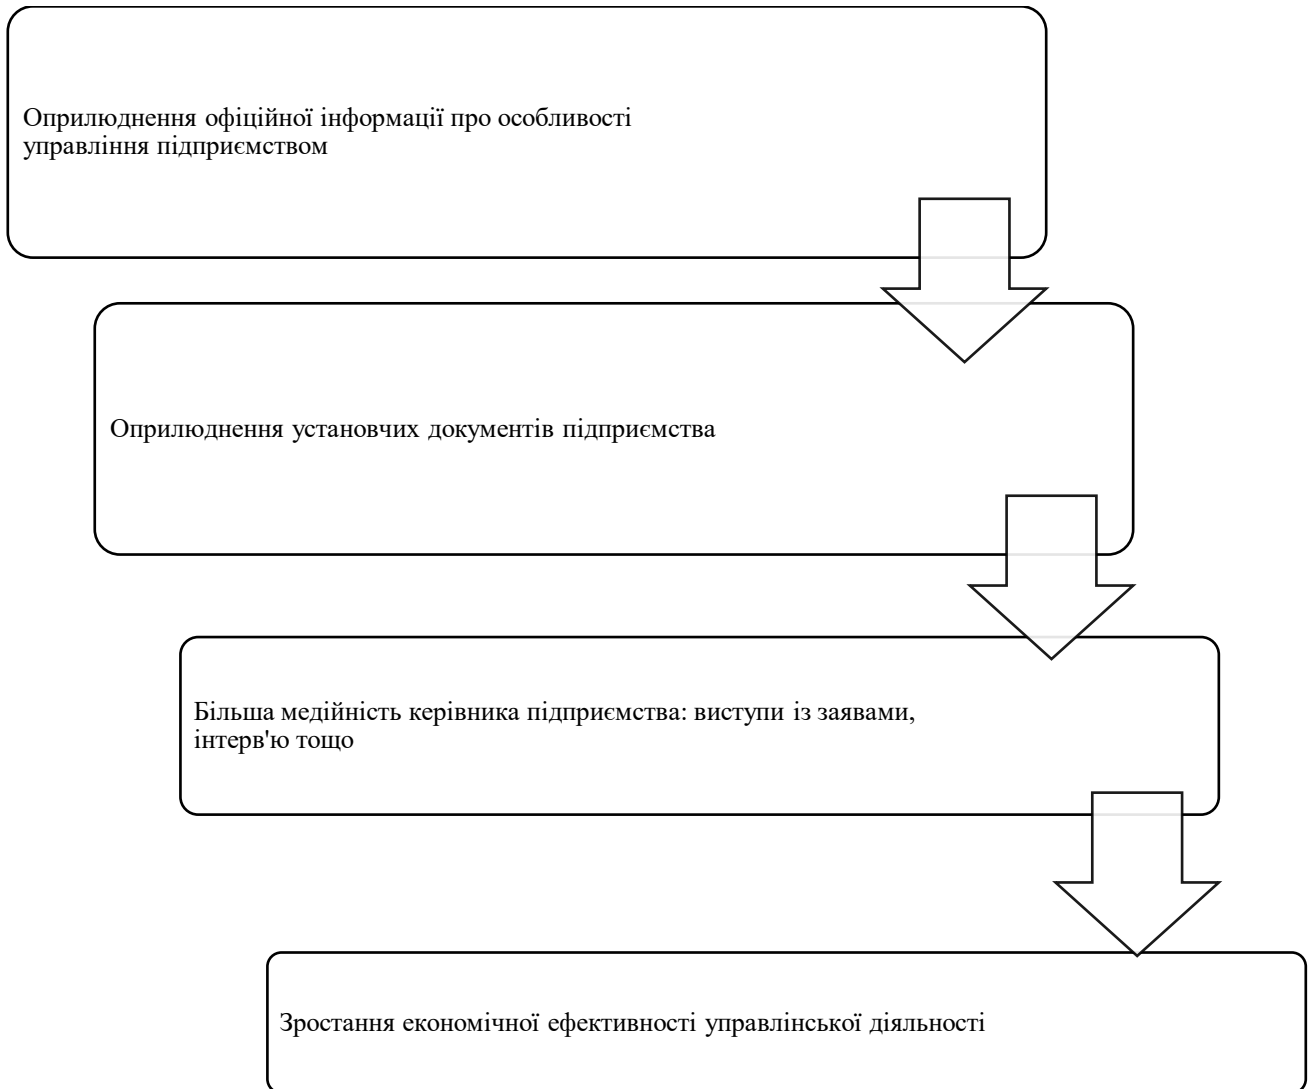 Оприлюднення офіційної інформації про особливості
управління підприємством
Оприлюднення установчих документів підприємства
Більша медійність керівника підприємства: виступи із заявами,
інтерв'ю тощо
Зростання економічної ефективності управлінської діяльності